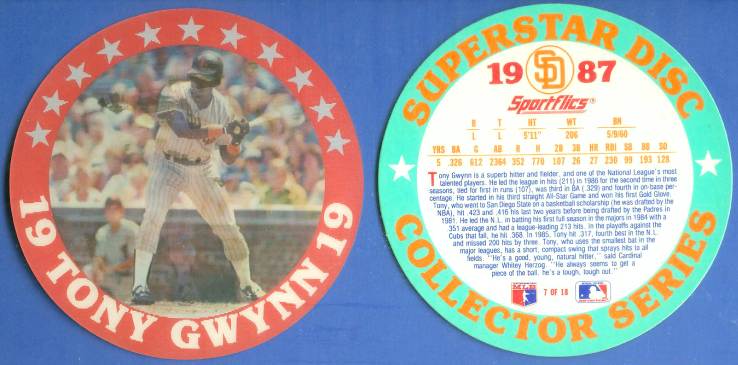 19 TONY GWYNN 19
SUPERSTAR DISC
19 SD 87
Sportflics®
B T HT WT BN
L L 5'11" 206 5/9/60
YRS BA G AB R H 2B 3B HR RBI SB BB SO
5 .326 612 2364 352 770 107 26 27 230 99 193 128
Tony Gwynn is a superb hitter and fielder, and one of the National League's most
talented players. He led the league in hits (211) in 1986 for the second time in three
seasons, tied for first in runs (107), was third in BA (.329) and fourth in on-base per-
centage. He started in his third straight All-Star Game and won his first Gold Glove.
Tony, who went to San Diego State on a basketball scholarship (he was drafted by the
NBA), hit .423 and .416 his last two years before being drafted by the Padres in
1981. He led the N.L. in batting his first full season in the majors in 1984 with a
.351 average and had a league-leading 213 hits. In the playoffs against the
Cubs that fall, he hit .368. In 1985, Tony hit .317, fourth best in the N.L.
and missed 200 hits by three. Tony, who uses the smallest bat in the
major leagues, has a short, compact swing that sprays hits to all
fields. "He's a good, young, natural hitter," said Cardinal
manager Whitey Herzog. "He always seems to get a
piece of the ball, he's a tough, tough out."
MLB 7 OF 18
COLLECTOR SERIES